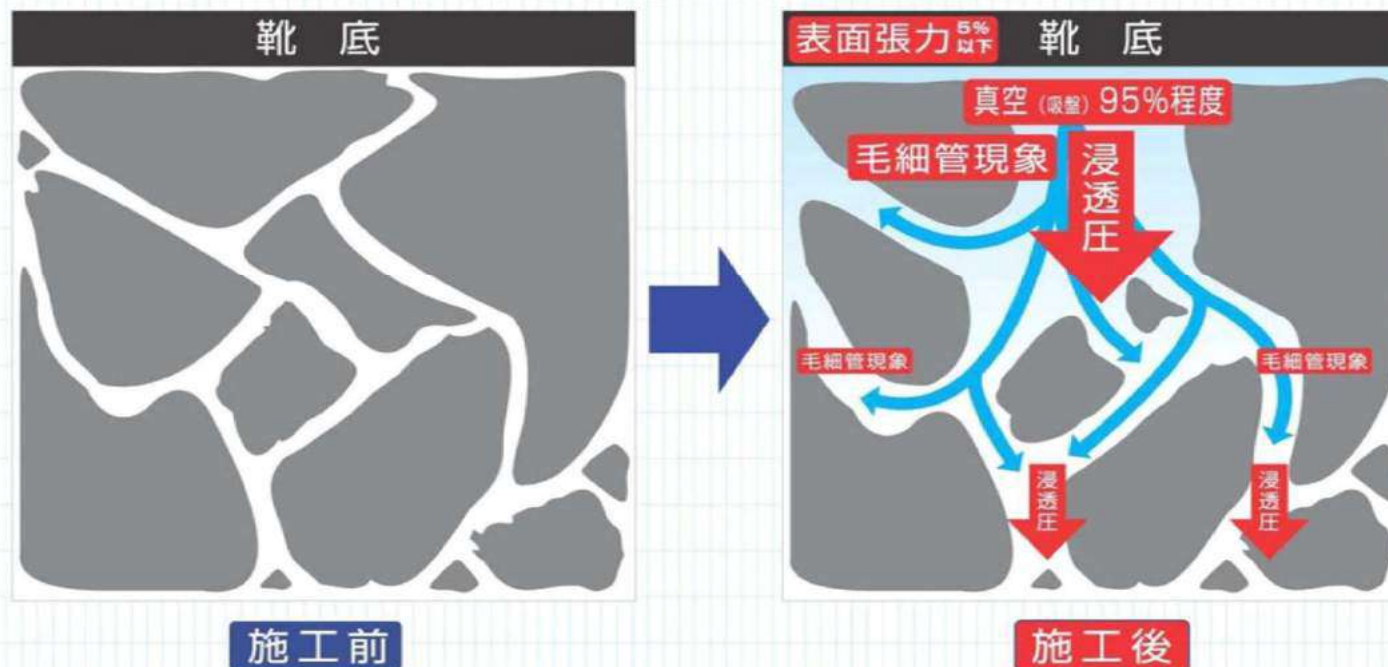 靴底
表面張力5%以下
靴底
真空(吸盤)95%程度
毛細管現象
浸透圧
毛細管現象
毛細管現象
浸透圧
浸透圧
施工前
施工後